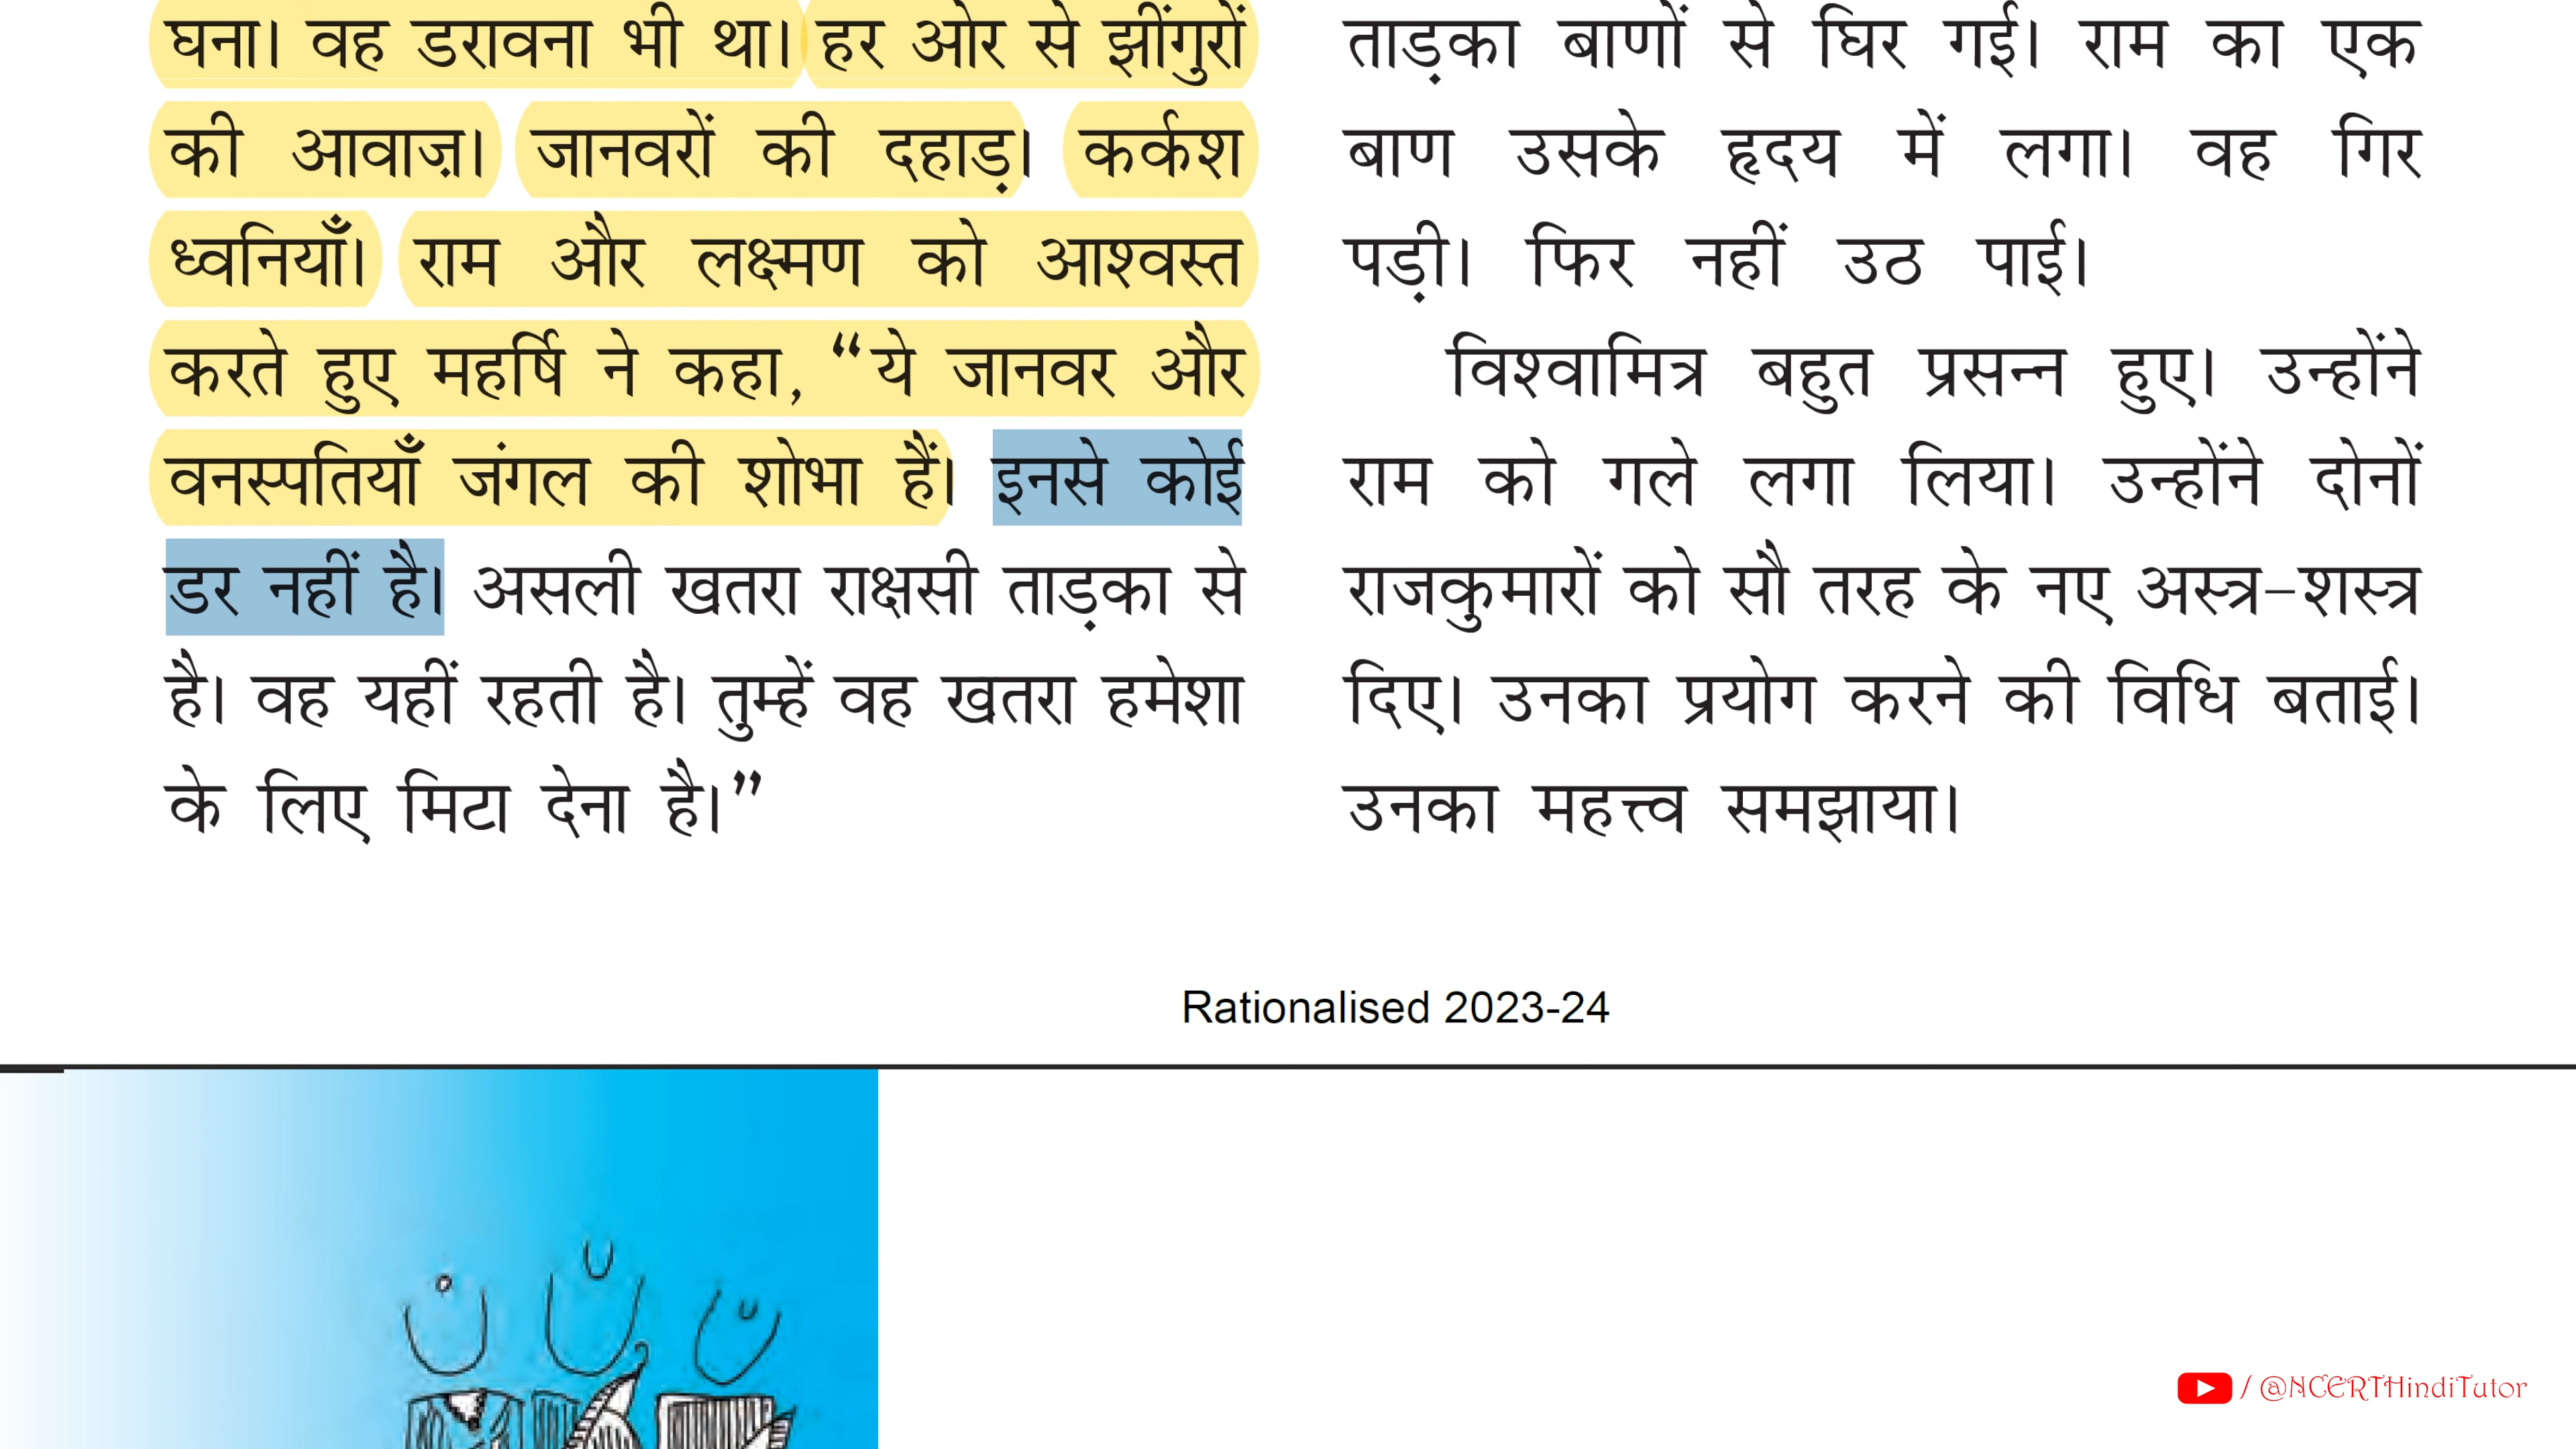 घना। वह डरावना भी था। हर ओर से झींगुरों
की आवाज़। जानवरों की दहाड़। कर्कश
ध्वनियाँ। राम और लक्ष्मण को आश्वस्त
करते हुए महर्षि ने कहा, “ये जानवर और
वनस्पतियाँ जंगल की शोभा हैं। इनसे कोई
डर नहीं है। असली खतरा राक्षसी ताड़का से
है। वह यहीं रहती है। तुम्हें वह खतरा हमेशा
के लिए मिटा देना है।”
ताड़का बाणों से घिर गई। राम का एक
बाण उसके हृदय में लगा। वह गिर
पड़ी। फिर नहीं उठ पाई।
विश्वामित्र बहुत प्रसन्न हुए। उन्होंने
राम को गले लगा लिया। उन्होंने दोनों
राजकुमारों को सौ तरह के नए अस्त्र-शस्त्र
दिए। उनका प्रयोग करने की विधि बताई।
उनका महत्त्व समझाया।
Rationalised 2023-24
/ @NCERTHindiTutor